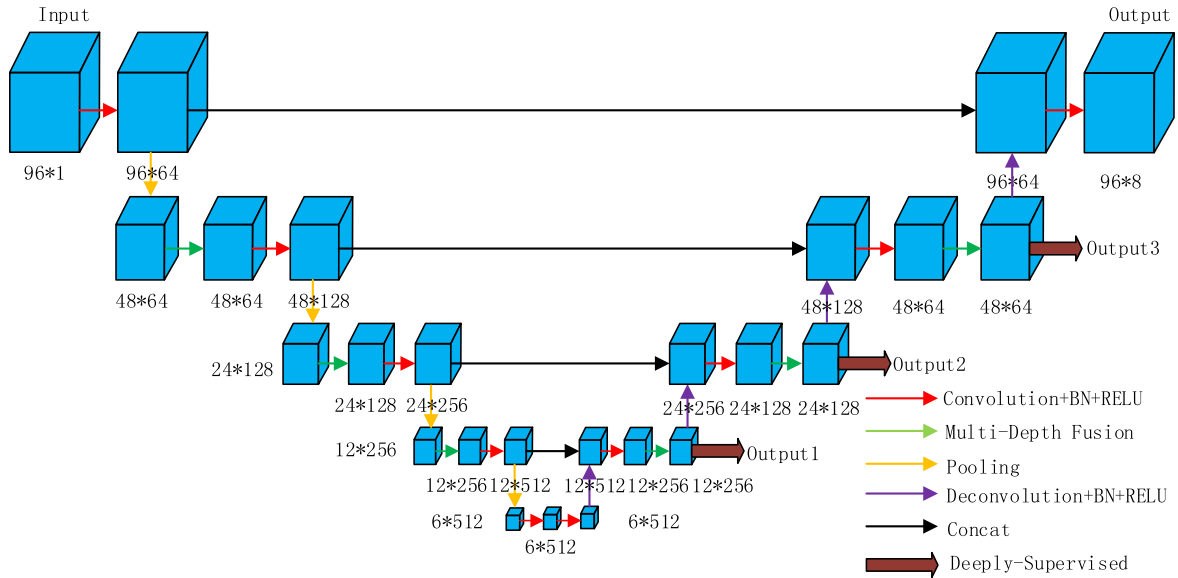 Input
Output
96*1
96*64
96*64
96*8
Output3
48*64
48*64
48*128
48*128
48*64
48*64
24*128
Output2
24*128
24*256
24*256
24*128
24*128
12*256
Output1
12*256
12*512
12*512
12*256
12*256
6*512
6*512
6*512
Convolution+BN+RELU
Multi-Depth Fusion
Pooling
Deconvolution+BN+RELU
Concat
Deeply-Supervised